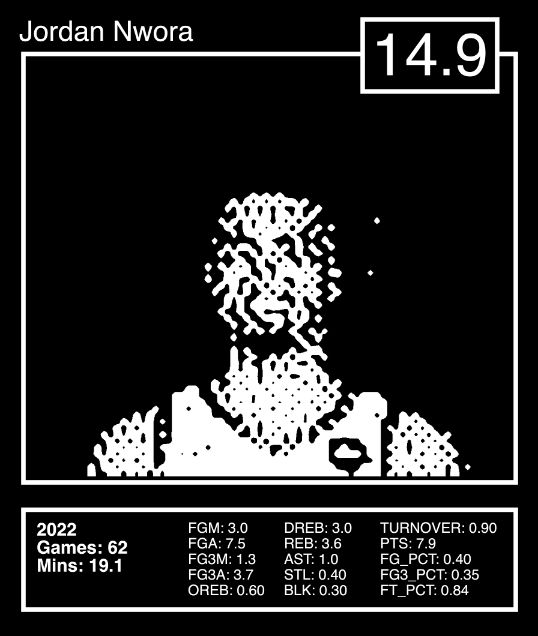 Jordan Nwora
14.9
2022
Games: 62
Mins: 19.1
FGM: 3.0
FGA: 7.5
FG3M: 1.3
FG3A: 3.7
OREB: 0.60
DREB: 3.0
REB: 3.6
AST: 1.0
STL: 0.40
BLK: 0.30
TURNOVER: 0.90
PTS: 7.9
FG_PCT: 0.40
FG3_PCT: 0.35
FT_PCT: 0.84